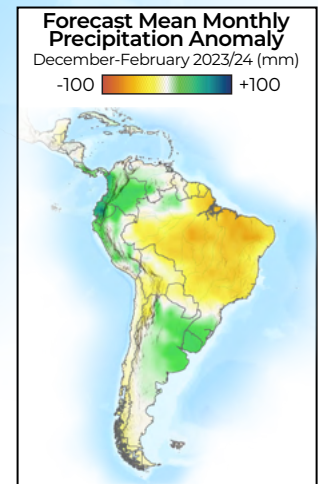 Forecast Mean Monthly
Precipitation Anomaly
December-February 2023/24 (mm)
-100 +100